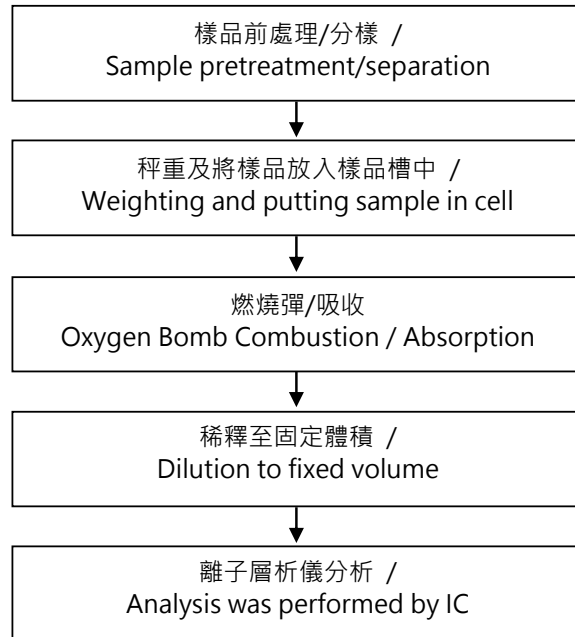 樣品前處理/分樣 /
Sample pretreatment/separation
秤重及將樣品放入樣品槽中 /
Weighting and putting sample in cell
燃燒彈/吸收
Oxygen Bomb Combustion / Absorption
稀釋至固定體積 /
Dilution to fixed volume
離子層析儀分析 /
Analysis was performed by IC